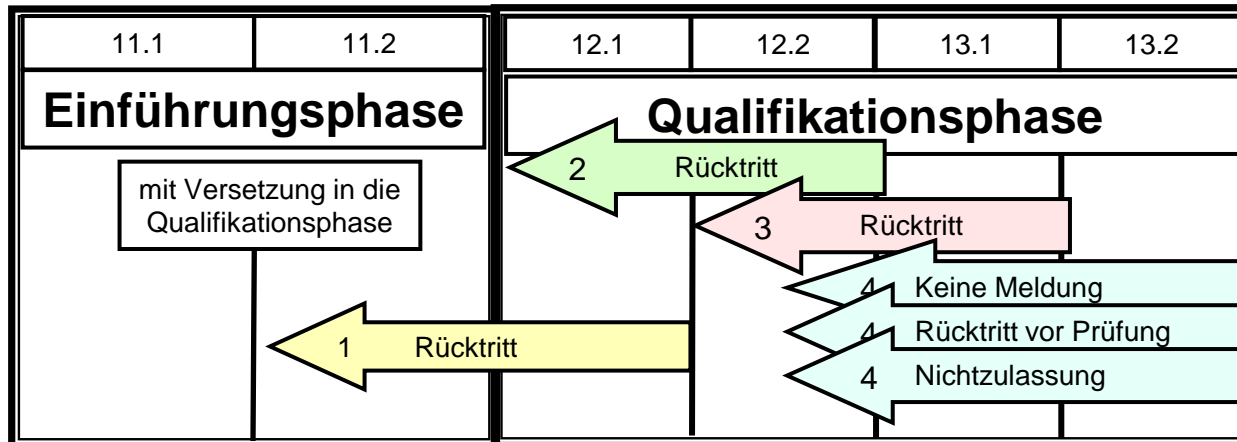 11.1
11.2
12.1
12.2
13.1
13.2
Einführungsphase
Qualifikationsphase
mit Versetzung in die
Qualifikationsphase
2 Rücktritt
3 Rücktritt
4 Keine Meldung
4 Rücktritt vor Prüfung
1 Rücktritt
4 Nichtzulassung